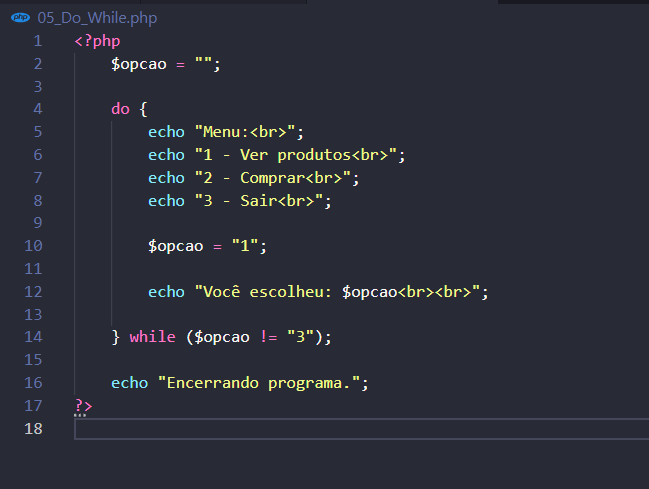 php 05_Do_While.php
1 <?php
2 $opcao = "";
3
4 do {
5 echo "Menu:<br>";
6 echo "1 - Ver produtos<br>";
7 echo "2 - Comprar<br>";
8 echo "3 - Sair<br>";
9
10 $opcao = "1";
11
12 echo "Você escolheu: $opcao<br><br>";
13
14 } while ($opcao != "3");
15
16 echo "Encerrando programa.";
17 ?>
18